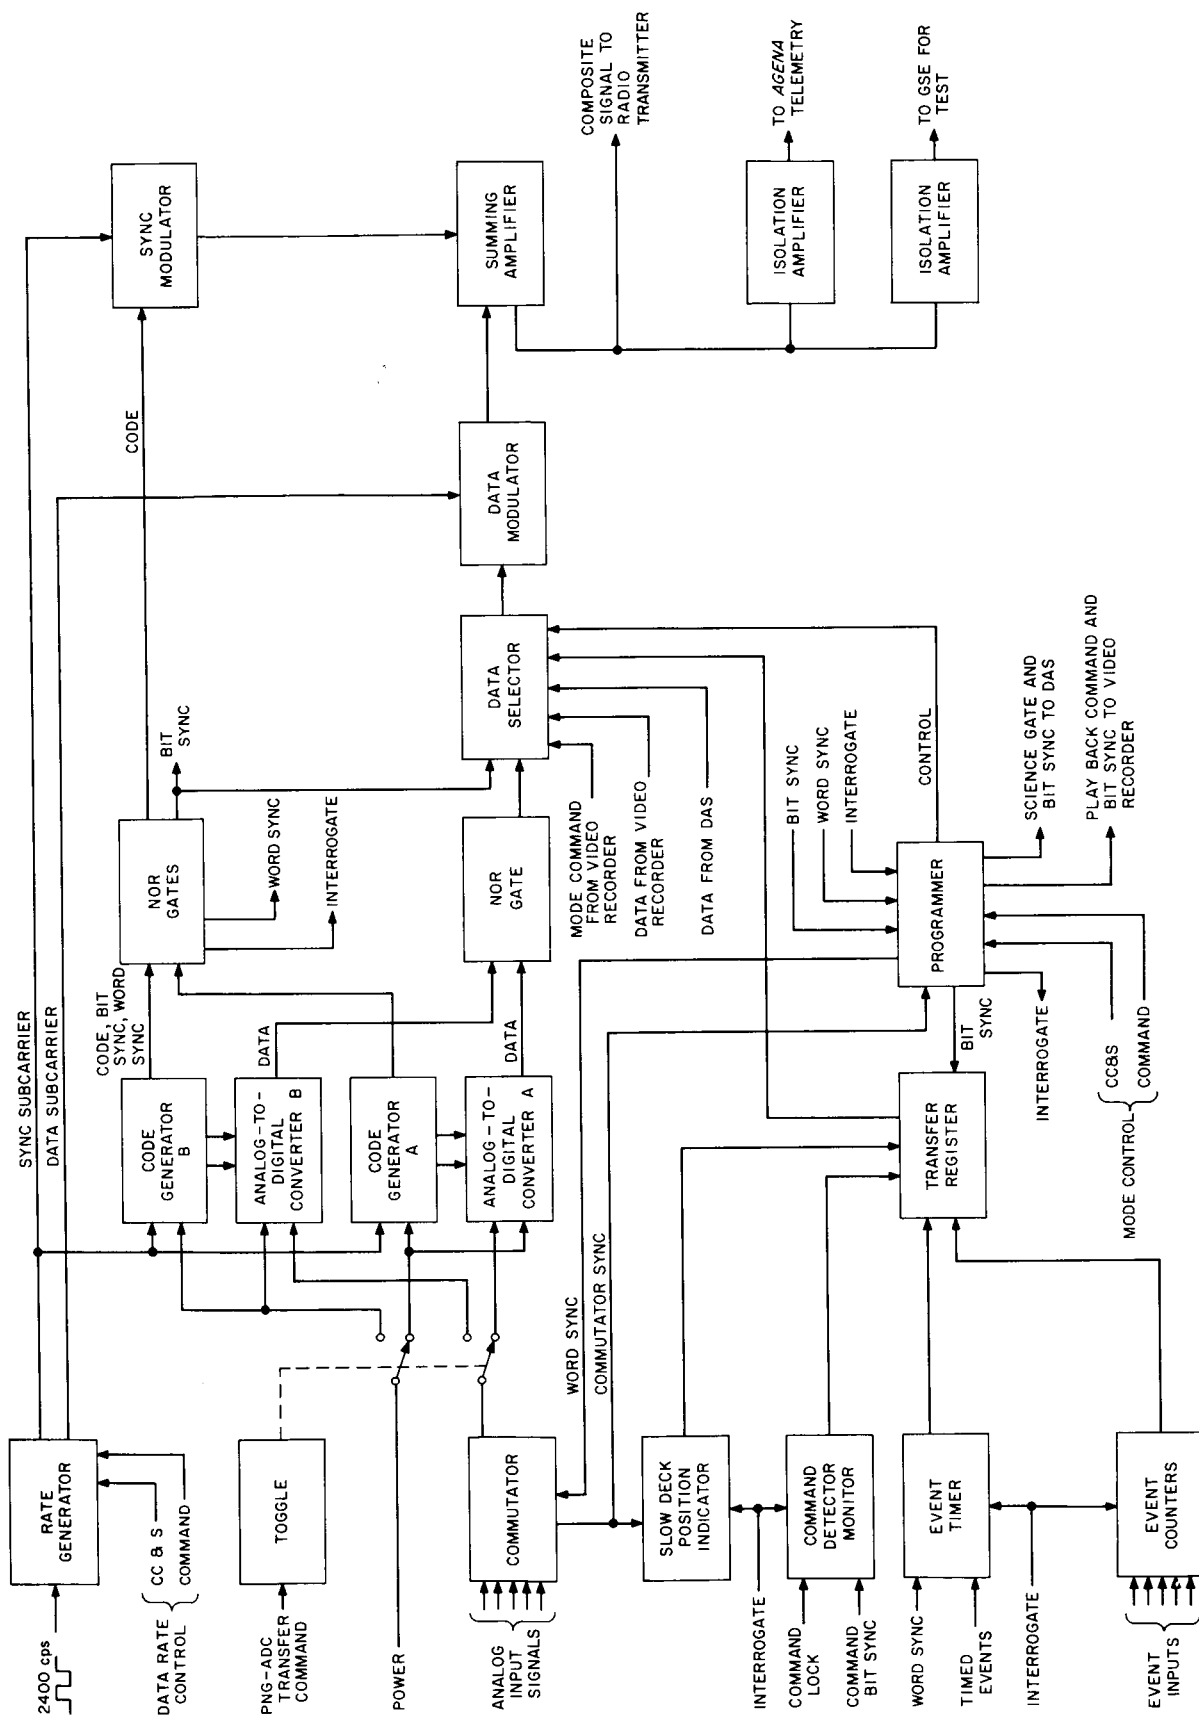 2400 cps
DATA RATE
CONTROL
CC & S
COMMAND
RATE
GENERATOR
SYNC SUBCARRIER
DATA SUBCARRIER
PNG-ADC
TRANSFER
COMMAND
TOGGLE
POWER
ANALOG
INPUT
SIGNALS
COMMUTATOR
CODE
GENERATOR
B
ANALOG-TO-
DIGITAL
CONVERTER B
CODE
GENERATOR
A
ANALOG-TO-
DIGITAL
CONVERTER A
CODE, BIT
SYNC, WORD
SYNC
DATA
DATA
NOR
GATES
BIT
SYNC
WORD SYNC
INTERROGATE
NOR
GATE
CODE
SYNC
MODULATOR
DATA
SELECTOR
DATA
MODULATOR
SUMMING
AMPLIFIER
COMPOSITE
SIGNAL TO
RADIO
TRANSMITTER
ISOLATION
AMPLIFIER
TO AGENA
TELEMETRY
ISOLATION
AMPLIFIER
TO GSE FOR
TEST
MODE COMMAND
FROM VIDEO
RECORDER
DATA FROM VIDEO
RECORDER
DATA FROM DAS
WORD SYNC
COMMUTATOR SYNC
BIT SYNC
WORD SYNC
INTERROGATE
CONTROL
PROGRAMMER
SCIENCE GATE AND
BIT SYNC TO DAS
PLAY BACK COMMAND AND
BIT SYNC TO VIDEO
RECORDER
INTERROGATE
BIT
SYNC
MODE CONTROL
CC&S
COMMAND
TRANSFER
REGISTER
SLOW DECK
POSITION
INDICATOR
INTERROGATE
COMMAND
LOCK
COMMAND
BIT SYNC
COMMAND
DETECTOR
MONITOR
WORD SYNC
TIMED
EVENTS
EVENT
TIMER
INTERROGATE
EVENT
INPUTS
EVENT
COUNTERS